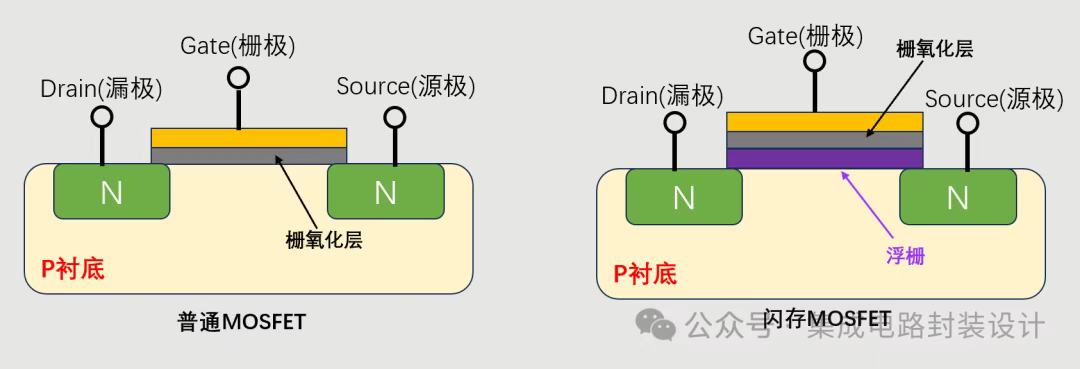 Gate(栅极)
Drain(漏极)
Source(源极)
N
N
栅氧化层
P衬底
普通MOSFET
Gate(栅极)
栅氧化层
Drain(漏极)
Source(源极)
N
N
浮栅
P衬底
闪存MOSFET
公众号·集成电路封装设计